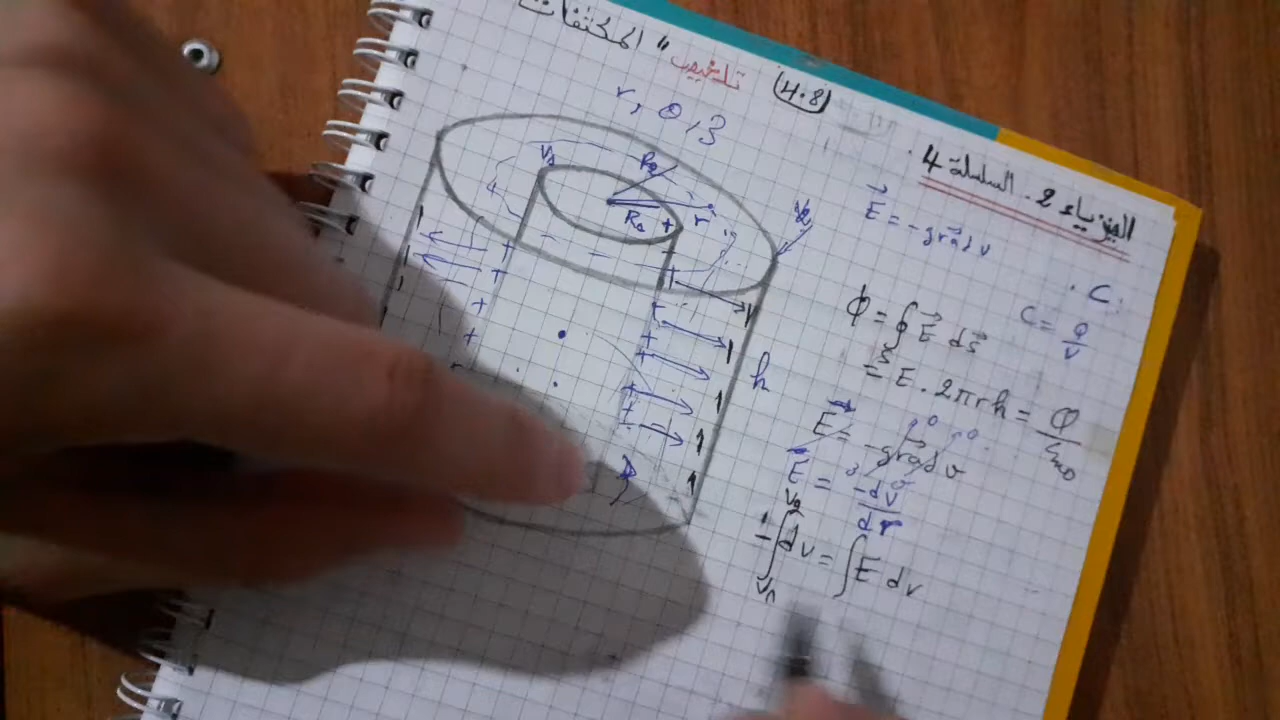 الفيزياء 2. السلسلة 4.
(4.8) تلخيص "المكثفات
r, θ, z
E⃗ = -grad⃗ V
C:
C = Q/V
ϕ = ∮ E⃗ ds⃗
= E . 2πrh = Q/ε₀
E⃗ = -grad⃗ V
E⃗ = -dV/dr
∫dv = ∫E dr
V₁
R₂
R₁
r
V₂
h
+ + + + + + +